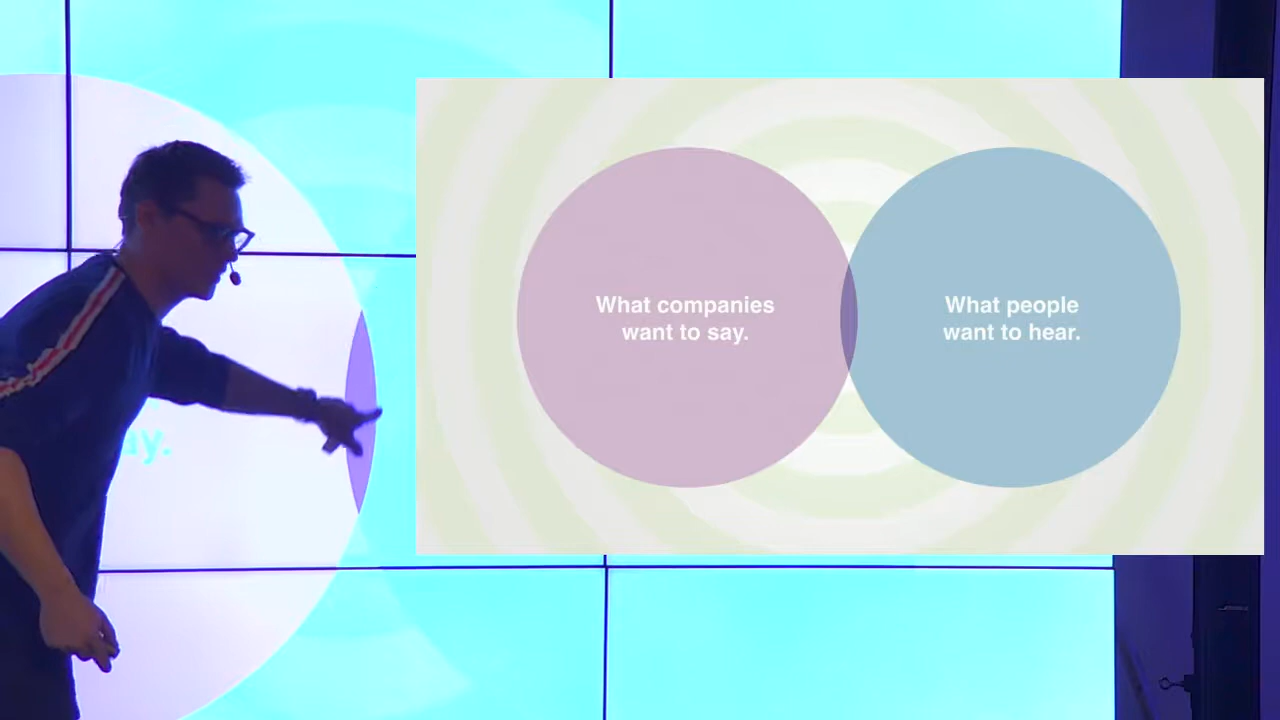 What companies
want to say.
What people
want to hear.